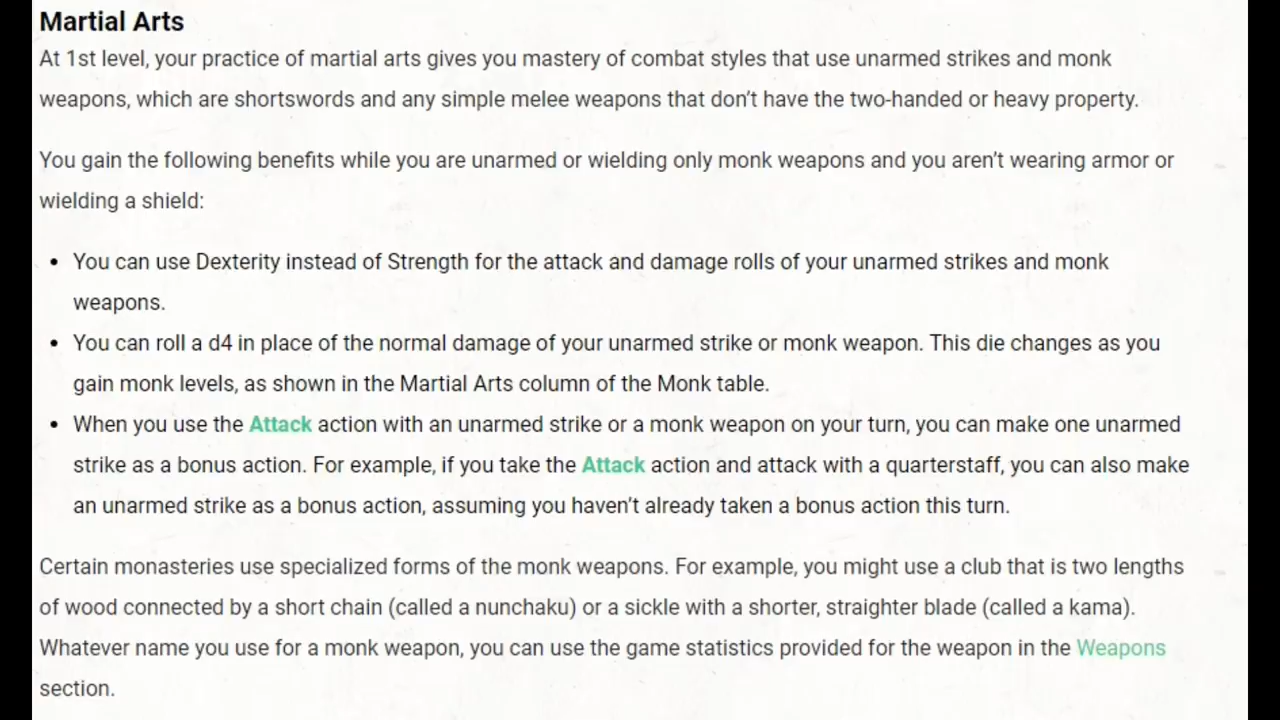 Martial Arts
At 1st level, your practice of martial arts gives you mastery of combat styles that use unarmed strikes and monk
weapons, which are shortswords and any simple melee weapons that don't have the two-handed or heavy property.
You gain the following benefits while you are unarmed or wielding only monk weapons and you aren't wearing armor or
wielding a shield:
• You can use Dexterity instead of Strength for the attack and damage rolls of your unarmed strikes and monk
weapons.
• You can roll a d4 in place of the normal damage of your unarmed strike or monk weapon. This die changes as you
gain monk levels, as shown in the Martial Arts column of the Monk table.
• When you use the Attack action with an unarmed strike or a monk weapon on your turn, you can make one unarmed
strike as a bonus action. For example, if you take the Attack action and attack with a quarterstaff, you can also make
an unarmed strike as a bonus action, assuming you haven't already taken a bonus action this turn.
Certain monasteries use specialized forms of the monk weapons. For example, you might use a club that is two lengths
of wood connected by a short chain (called a nunchaku) or a sickle with a shorter, straighter blade (called a kama).
Whatever name you use for a monk weapon, you can use the game statistics provided for the weapon in the Weapons
section.